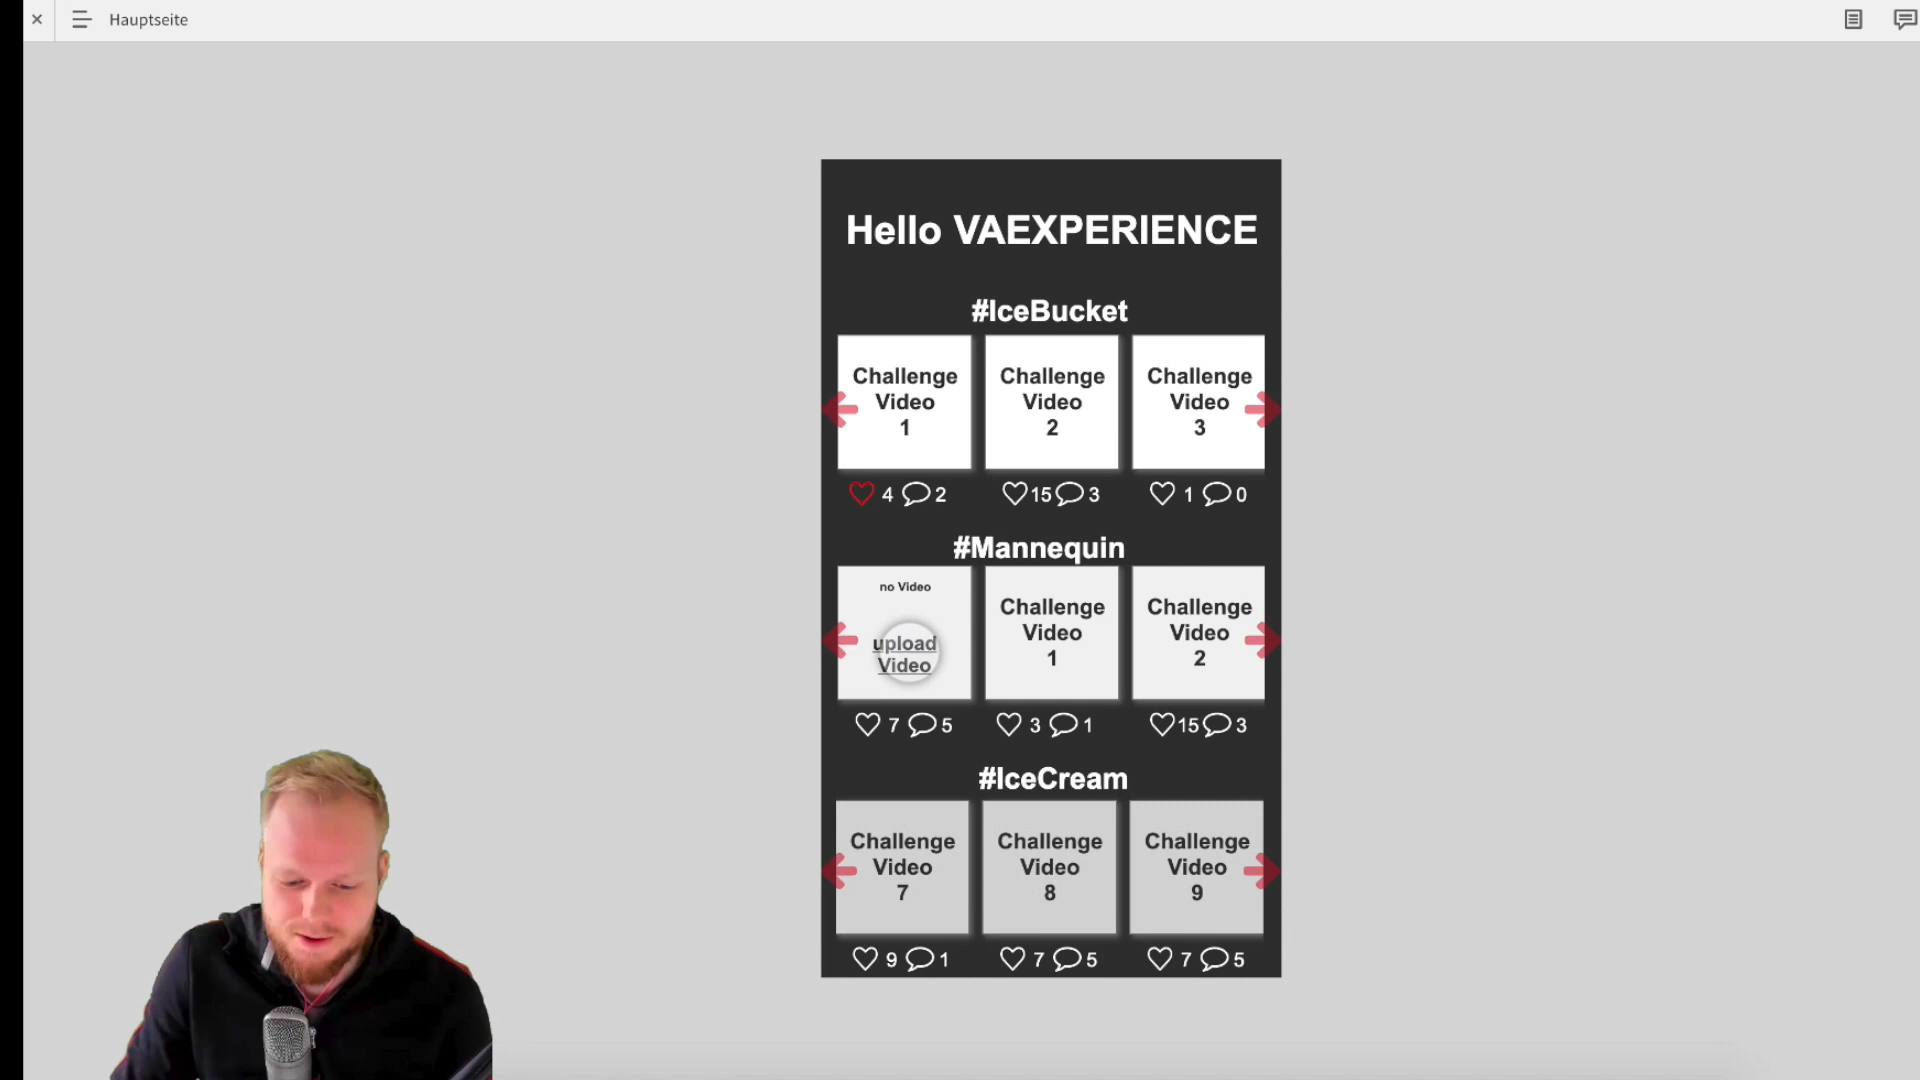 Hauptseite
Hello VAEXPERIENCE
#IceBucket
Challenge
Video
1
Challenge
Video
2
Challenge
Video
3
4 2
15 3
1 0
#Mannequin
no Video
upload
Video
Challenge
Video
1
Challenge
Video
2
7 5
3 1
15 3
#IceCream
Challenge
Video
7
Challenge
Video
8
Challenge
Video
9
9 1
7 5
7 5